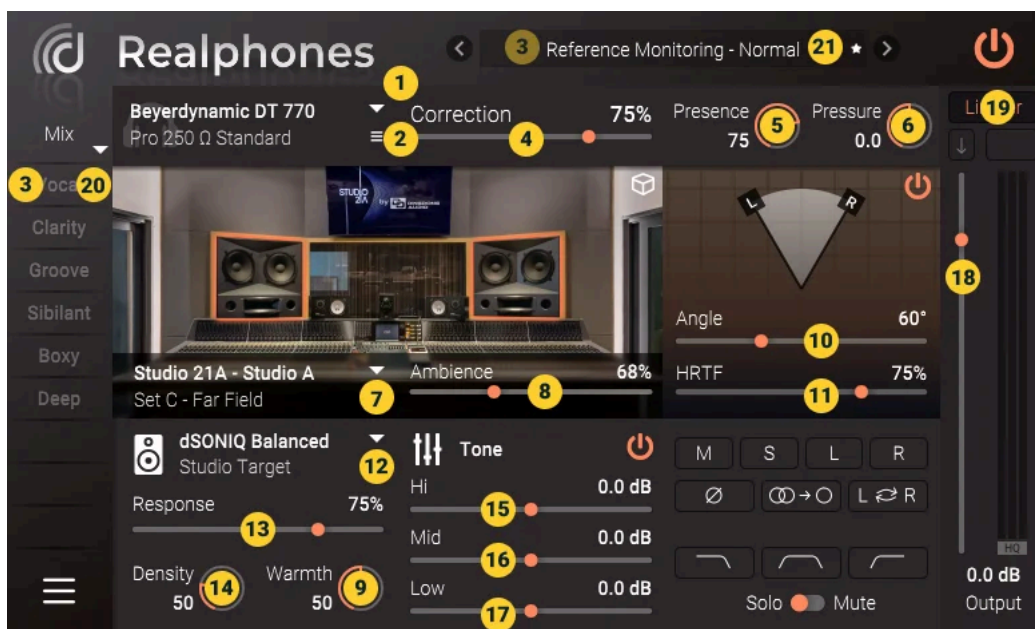 Realphones
3 Reference Monitoring - Normal 21
1
Beyerdynamic DT 770
Pro 250 Ω Standard
2
Correction 75%
4
Presence
75
5
Pressure
0.0
6
19
Mix
3 20
Clarity
Groove
Sibilant
Boxy
Deep
STUDIO
21A by
L R
Angle 60°
10
HRTF 75%
11
18
Studio 21A - Studio A
Set C - Far Field
7
Ambience 68%
8
dSONIQ Balanced
Studio Target
12
Response 75%
13
Density
50
14
Warmth
50
9
Tone
Hi 0.0 dB
15
Mid 0.0 dB
16
Low 0.0 dB
17
M S L R
L R
Solo Mute
HQ
0.0 dB
Output